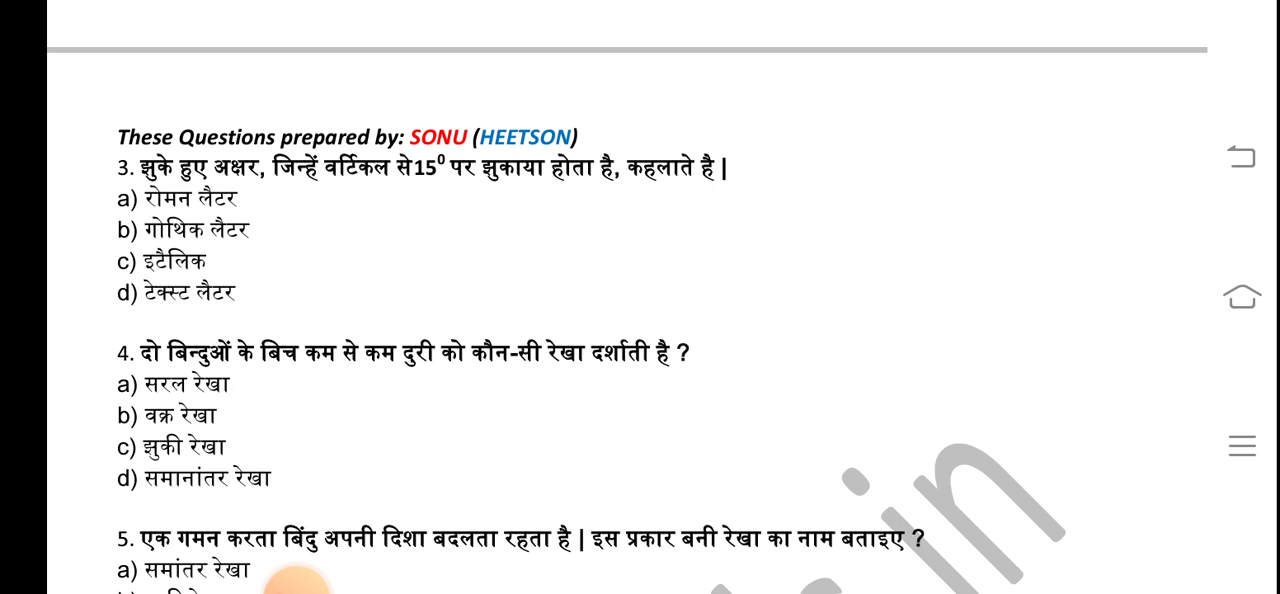 These Questions prepared by: SONU (HEETSON)
3. झुके हुए अक्षर, जिन्हें वर्टिकल से15⁰ पर झुकाया होता है, कहलाते है |
a) रोमन लैटर
b) गोथिक लैटर
c) इटैलिक
d) टेक्स्ट लैटर
4. दो बिन्दुओं के बिच कम से कम दुरी को कौन-सी रेखा दर्शाती है ?
a) सरल रेखा
b) वक्र रेखा
c) झुकी रेखा
d) समानांतर रेखा
5. एक गमन करता बिंदु अपनी दिशा बदलता रहता है | इस प्रकार बनी रेखा का नाम बताइए ?
a) समांतर रेखा
in